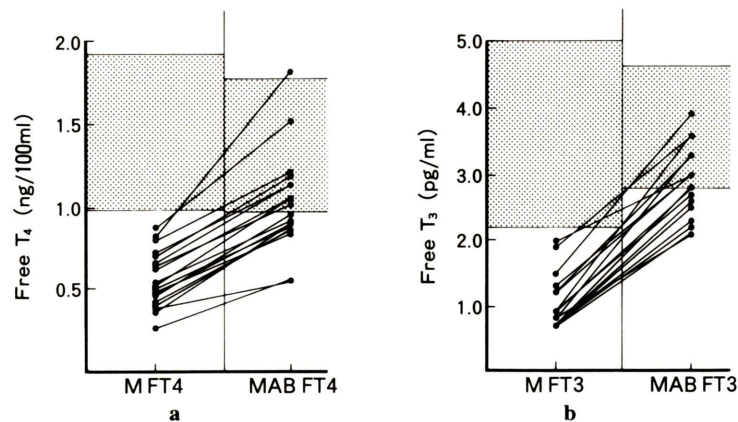 Free T₄ (ng/100ml)
2.0
1.5
1.0
0.5
M FT4
MAB FT4
a
Free T₃ (pg/ml)
5.0
4.0
3.0
2.0
1.0
M FT3
MAB FT3
b